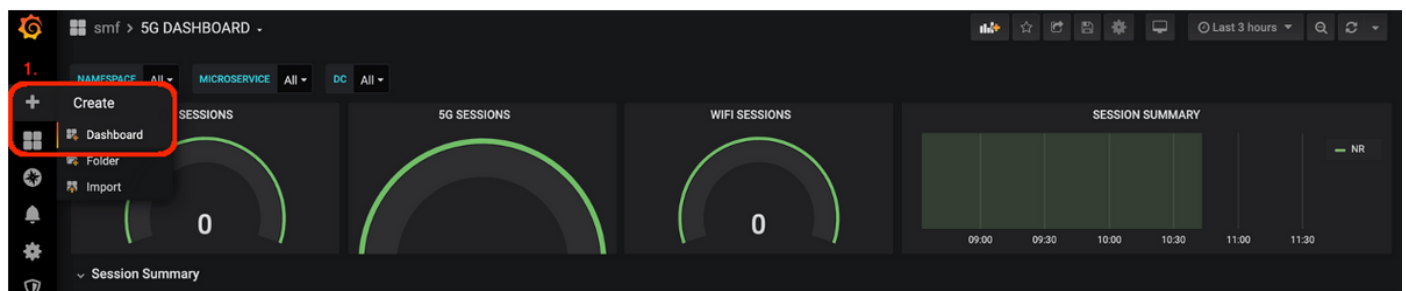 smf > 5G DASHBOARD
Last 3 hours
1.
NAMESPACE All MICROSERVICE All DC All
Create
Dashboard
Folder
Import
SESSIONS
0
5G SESSIONS
WIFI SESSIONS
0
SESSION SUMMARY
NR
09:00 09:30 10:00 10:30 11:00 11:30
Session Summary